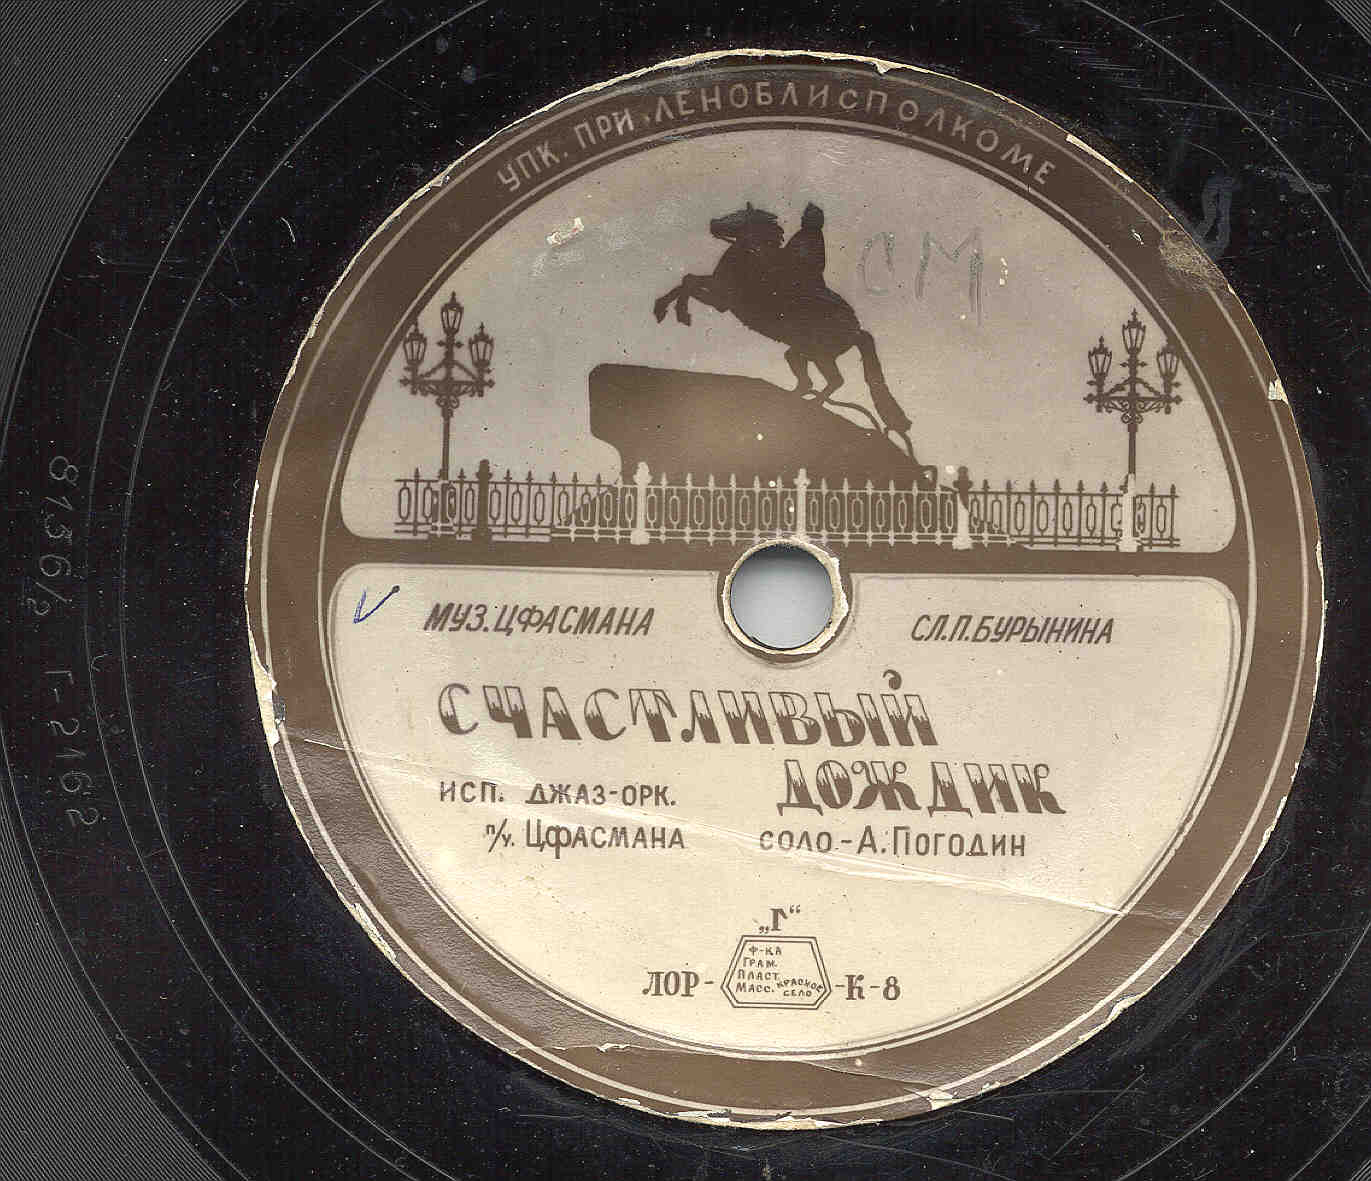 УПК. ПРИ ЛЕНОБЛИСПОЛКОМЕ
СМ
МУЗ. ЦФАСМАНА
СЛ. П. БУРЫНИНА
СЧАСТЛИВЫЙ
ДОЖДИК
ИСП. ДЖАЗ-ОРК.
п/у. ЦФАСМАНА
СОЛО-А. ПОГОДИН
„Г“
Ф-КА
ГРАМ.
ПЛАСТ.
МАСС.
КРАСНОЕ
СЕЛО
ЛОР- -К-8
8136/2 Г-2162